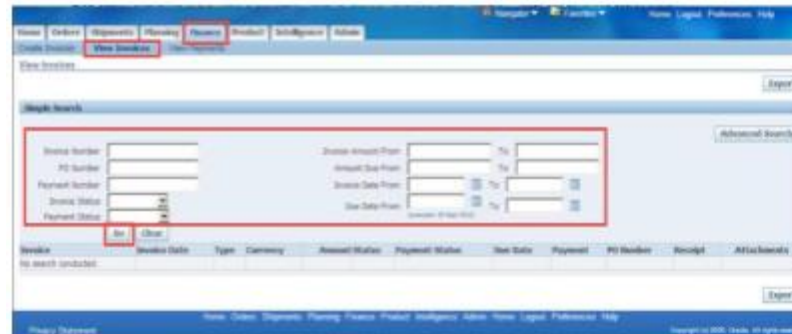 Navigator Favorites Home Logout Preferences Help
Home Orders Shipments Planning Finance Product Intelligence Admin
Create Invoices View Invoices View Payments
View Invoices
Export
Simple Search
Advanced Search
Invoice Number Invoice Amount From To
PO Number Amount Due From To
Payment Number Invoice Date From To
Invoice Status Due Date From To
Payment Status
Go Clear
Invoice Invoice Date Type Currency Amount Status Payment Status Due Date Payment PO Number Receipt Attachments
No search conducted.
Export
Home Orders Shipments Planning Finance Product Intelligence Admin Home Logout Preferences Help
Privacy Statement